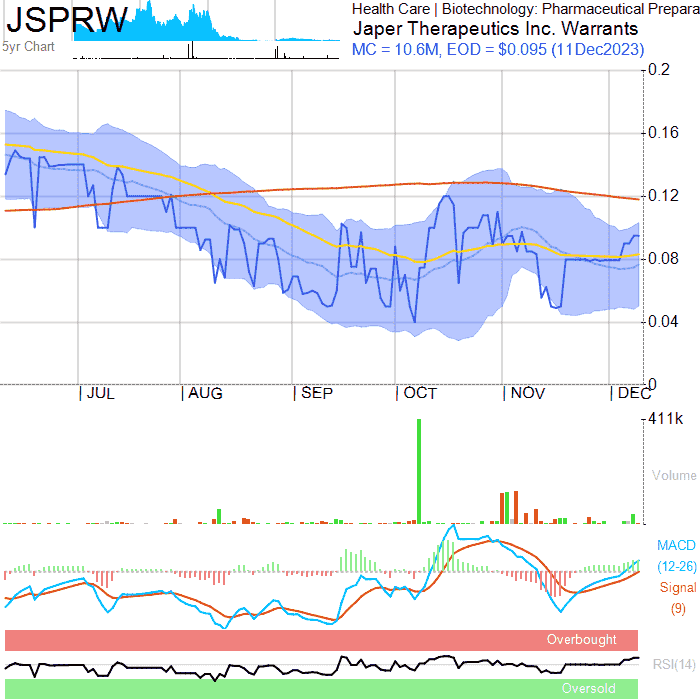 JSPRW
5yr Chart
Health Care | Biotechnology: Pharmaceutical Prepara
Japer Therapeutics Inc. Warrants
MC = 10.6M, EOD = $0.095 (11Dec2023)
0.2
0.16
0.12
0.08
0.04
0
JUL AUG SEP OCT NOV DEC
411k
Volume
MACD
(12-26)
Signal
(9)
Overbought
RSI(14)
Oversold